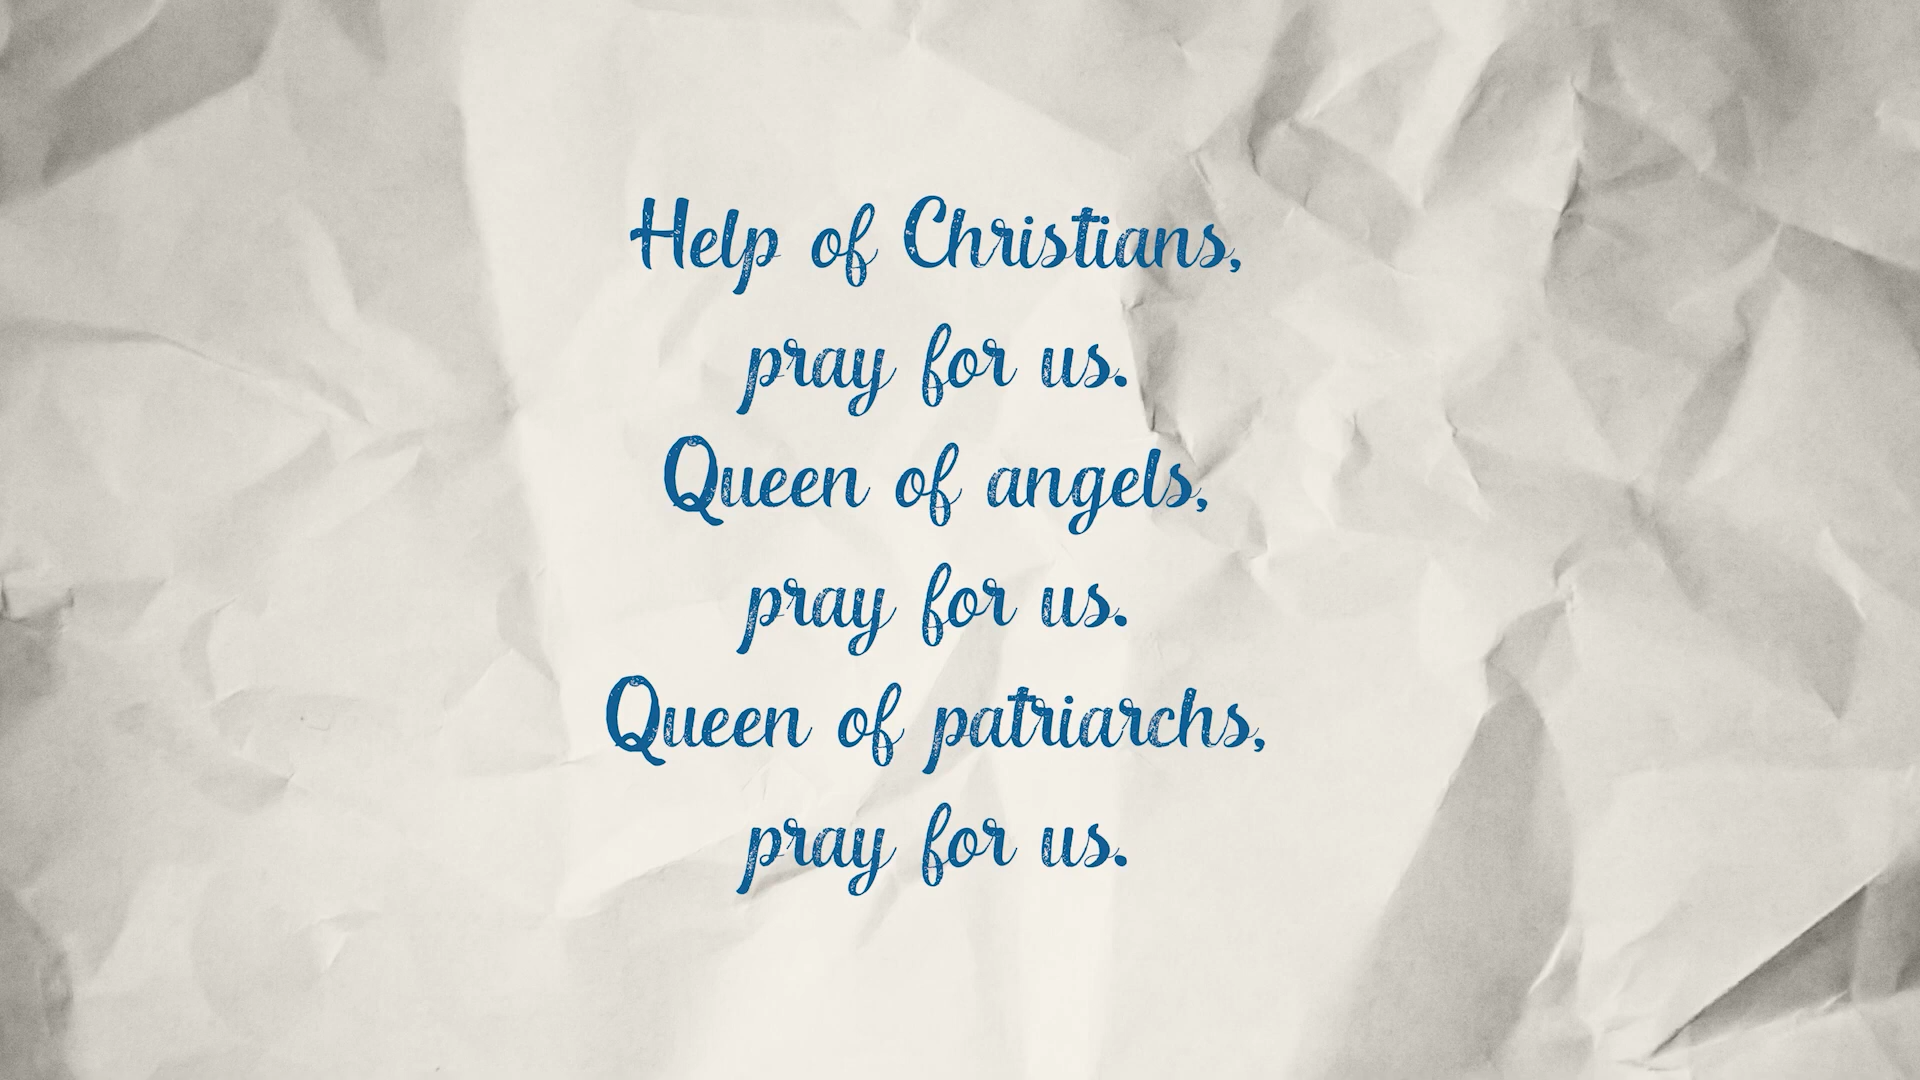 Help of Christians,
pray for us.
Queen of angels,
pray for us.
Queen of patriarchs,
pray for us.